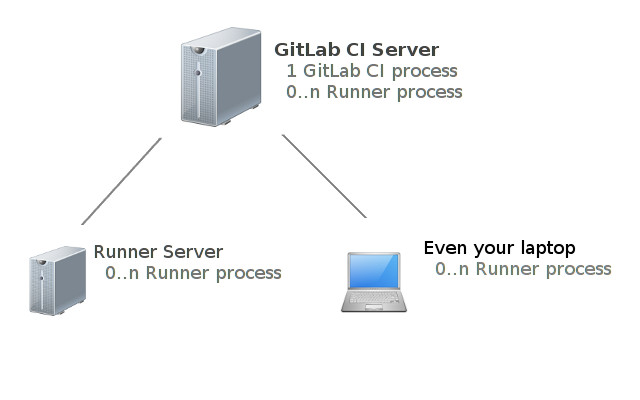 GitLab CI Server
1 GitLab CI process
0..n Runner process
Runner Server
0..n Runner process
Even your laptop
0..n Runner process